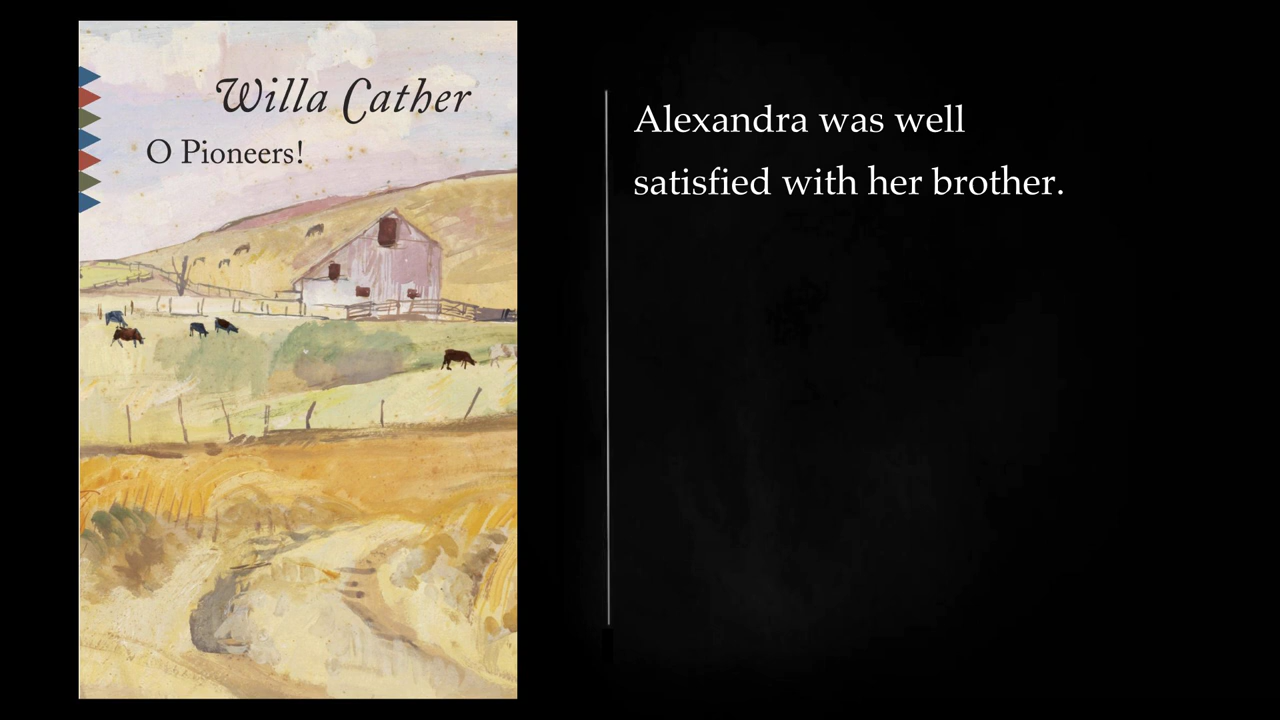 Willa Cather
O Pioneers!
Alexandra was well
satisfied with her brother.